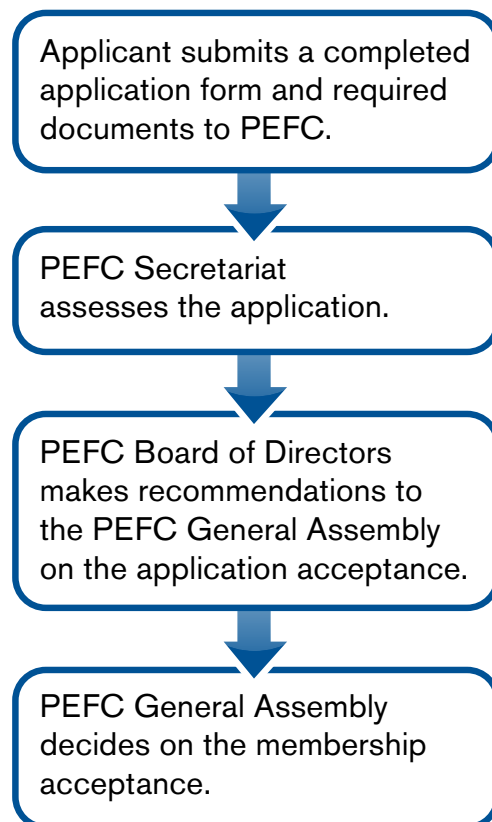 Applicant submits a completed
application form and required
documents to PEFC.
PEFC Secretariat
assesses the application.
PEFC Board of Directors
makes recommendations to
the PEFC General Assembly
on the application acceptance.
PEFC General Assembly
decides on the membership
acceptance.